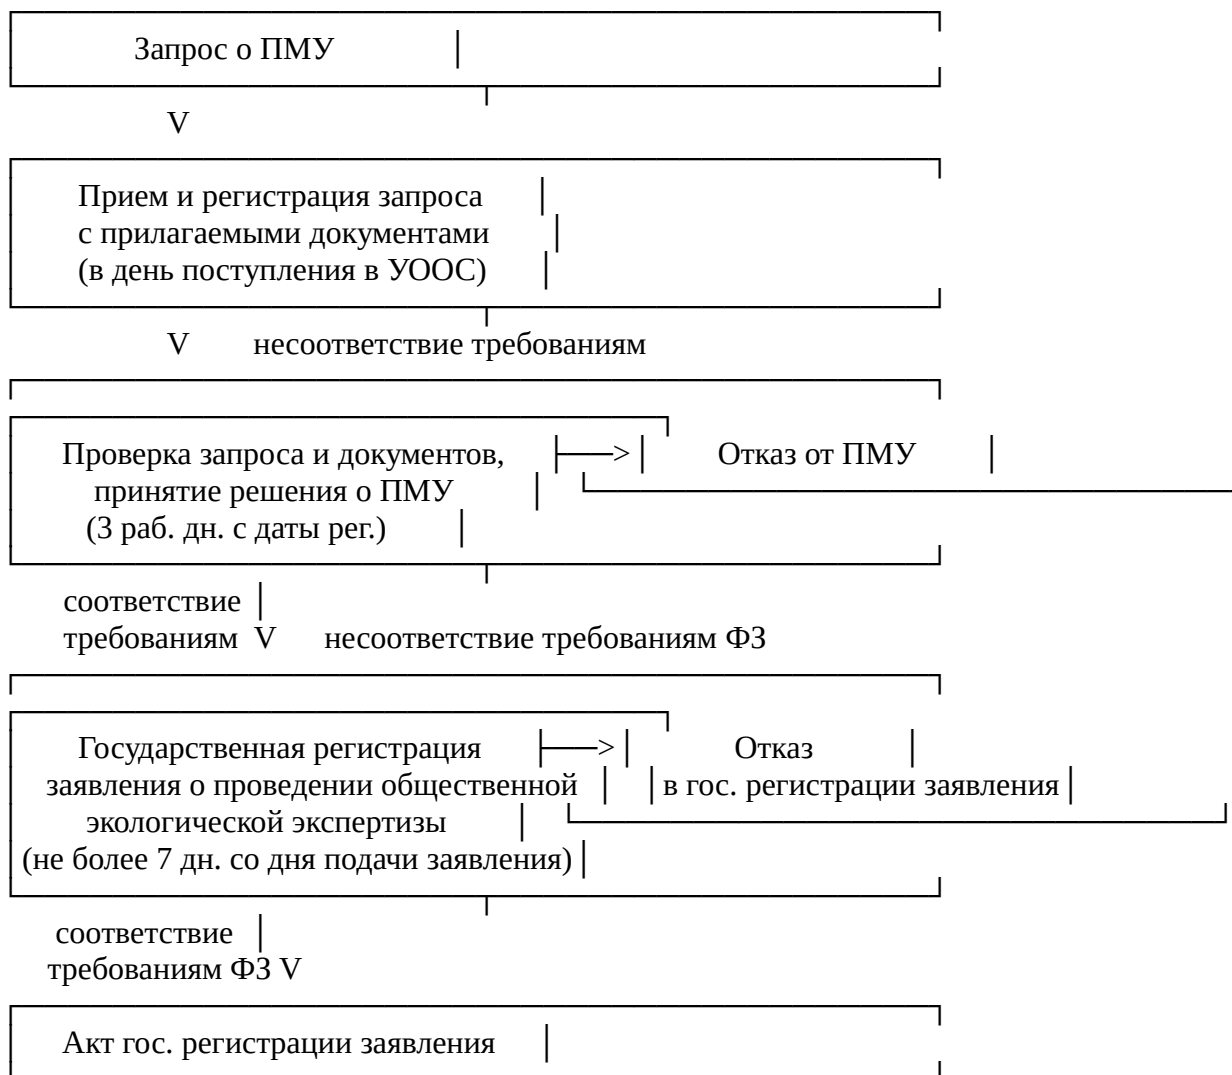 Запрос о ПМУ
V
Прием и регистрация запроса
с прилагаемыми документами
(в день поступления в УООС)
V несоответствие требованиям
Проверка запроса и документов, ├──>│ Отказ от ПМУ
принятие решения о ПМУ
(3 раб. дн. с даты рег.)
соответствие
требованиям V несоответствие требованиям ФЗ
Государственная регистрация ├──>│ Отказ
заявления о проведении общественной │ │в гос. регистрации заявления│
экологической экспертизы
(не более 7 дн. со дня подачи заявления)
соответствие
требованиям ФЗ V
Акт гос. регистрации заявления